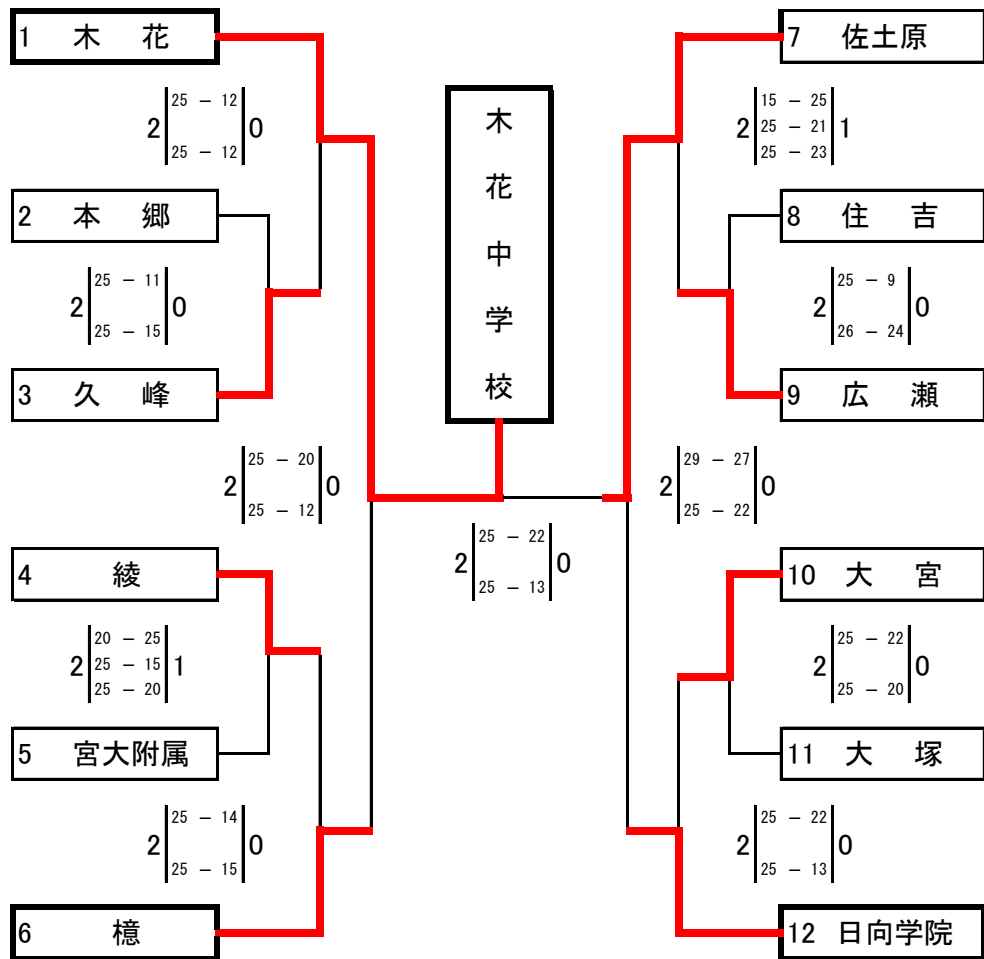 1 木 花
2 25 － 12 0
25 － 12
2 本 郷
2 25 － 11 0
25 － 15
3 久 峰
2 25 － 20 0
25 － 12
4 綾
20 － 25
2 25 － 15 1
25 － 20
5 宮大附属
2 25 － 14 0
25 － 15
6 檍
木花中学校
2 25 － 22 0
25 － 13
7 佐土原
15 － 25
2 25 － 21 1
25 － 23
8 住 吉
2 25 － 9 0
26 － 24
9 広 瀬
2 29 － 27 0
25 － 22
10 大 宮
2 25 － 22 0
25 － 20
11 大 塚
2 25 － 22 0
25 － 13
12 日向学院